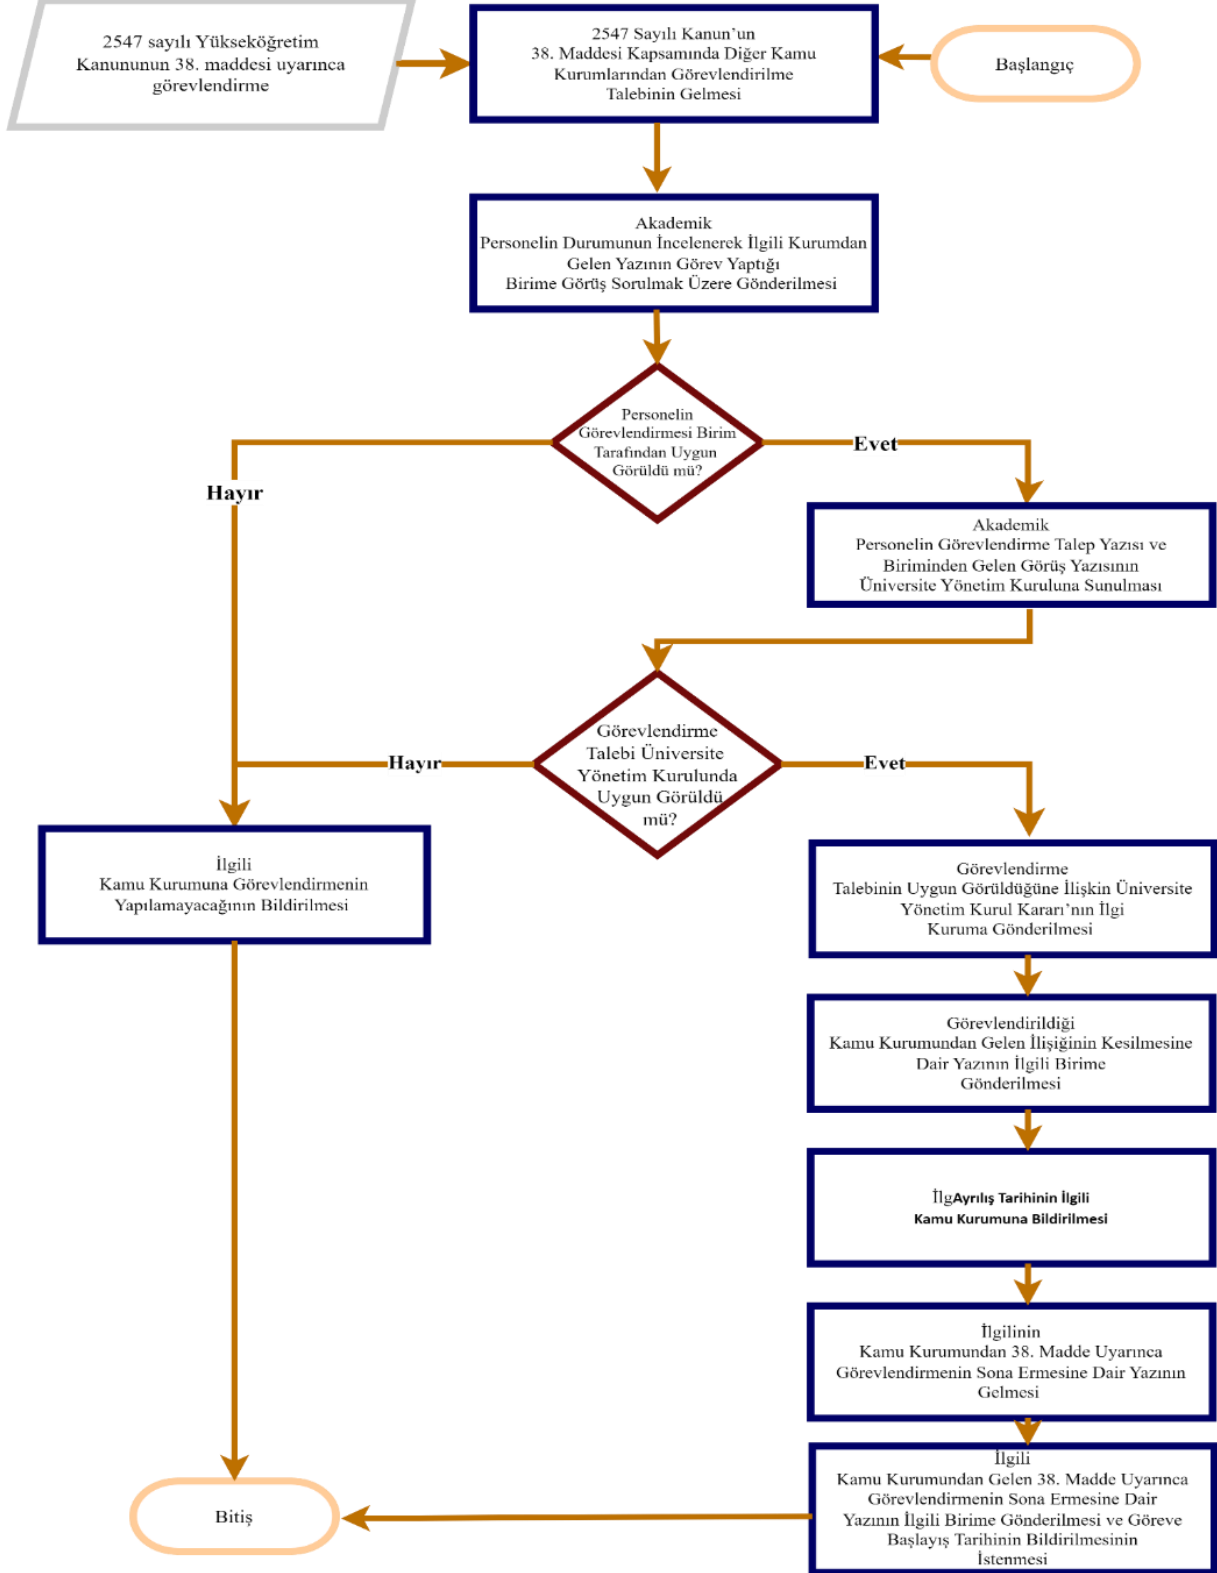 2547 sayılı Yükseköğretim
Kanununun 38. maddesi uyarınca
görevlendirme
2547 Sayılı Kanun’un
38. Maddesi Kapsamında Diğer Kamu
Kurumlarından Görevlendirilme
Talebinin Gelmesi
Başlangıç
Akademik
Personelin Durumunun İncelenerek İlgili Kurumdan
Gelen Yazının Görev Yaptığı
Birime Görüş Sorulmak Üzere Gönderilmesi
Personelin
Görevlendirmesi Birim
Tarafından Uygun
Görüldü mü?
Evet
Hayır
Akademik
Personelin Görevlendirme Talep Yazısı ve
Biriminden Gelen Görüş Yazısının
Üniversite Yönetim Kuruluna Sunulması
Görevlendirme
Talebi Üniversite
Yönetim Kurulunda
Uygun Görüldü
mü?
Hayır
Evet
İlgili
Kamu Kurumuna Görevlendirmenin
Yapılamayacağının Bildirilmesi
Görevlendirme
Talebinin Uygun Görüldüğüne İlişkin Üniversite
Yönetim Kurul Kararı’nın İlgi
Kuruma Gönderilmesi
Görevlendirildiği
Kamu Kurumundan Gelen İlişiğinin Kesilmesine
Dair Yazının İlgili Birime
Gönderilmesi
İlgAyrılış Tarihinin İlgili
Kamu Kurumuna Bildirilmesi
İlgilinin
Kamu Kurumundan 38. Madde Uyarınca
Görevlendirmenin Sona Ermesine Dair Yazının
Gelmesi
İlgili
Kamu Kurumundan Gelen 38. Madde Uyarınca
Görevlendirmenin Sona Ermesine Dair
Yazının İlgili Birime Gönderilmesi ve Göreve
Başlayış Tarihinin Bildirilmesinin
İstenmesi
Bitiş